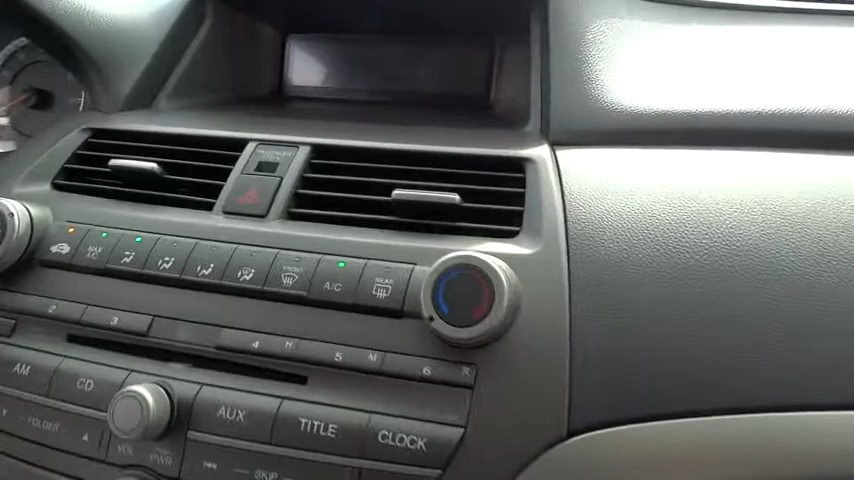 PASSENGER
MAX
A/C
FRONT
A/C
REAR
2 3 4 H 5 M 6 R
AM CD AUX TITLE CLOCK
FOLDER
VOL PWR SKIP